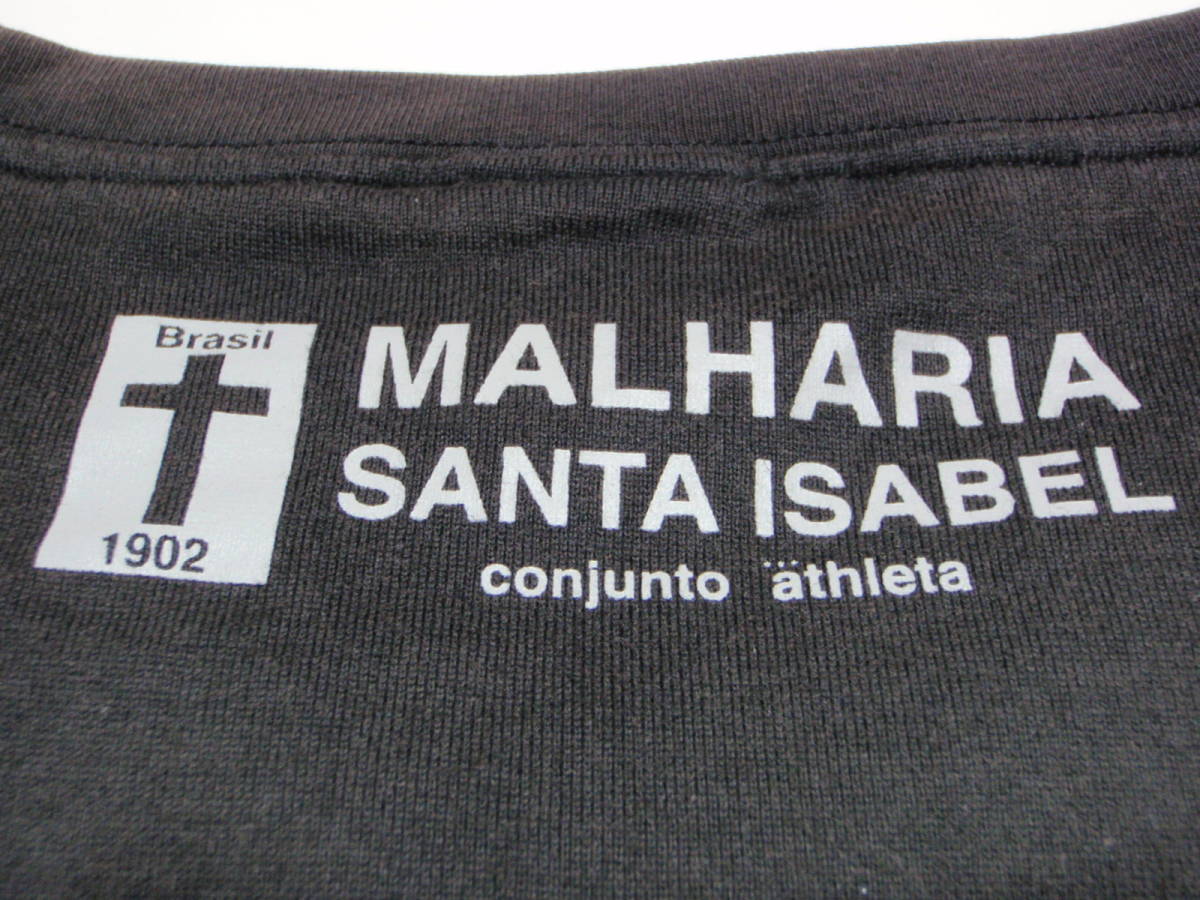 Brasil
1902
MALHARIA
SANTA ISABEL
conjunto äthleta